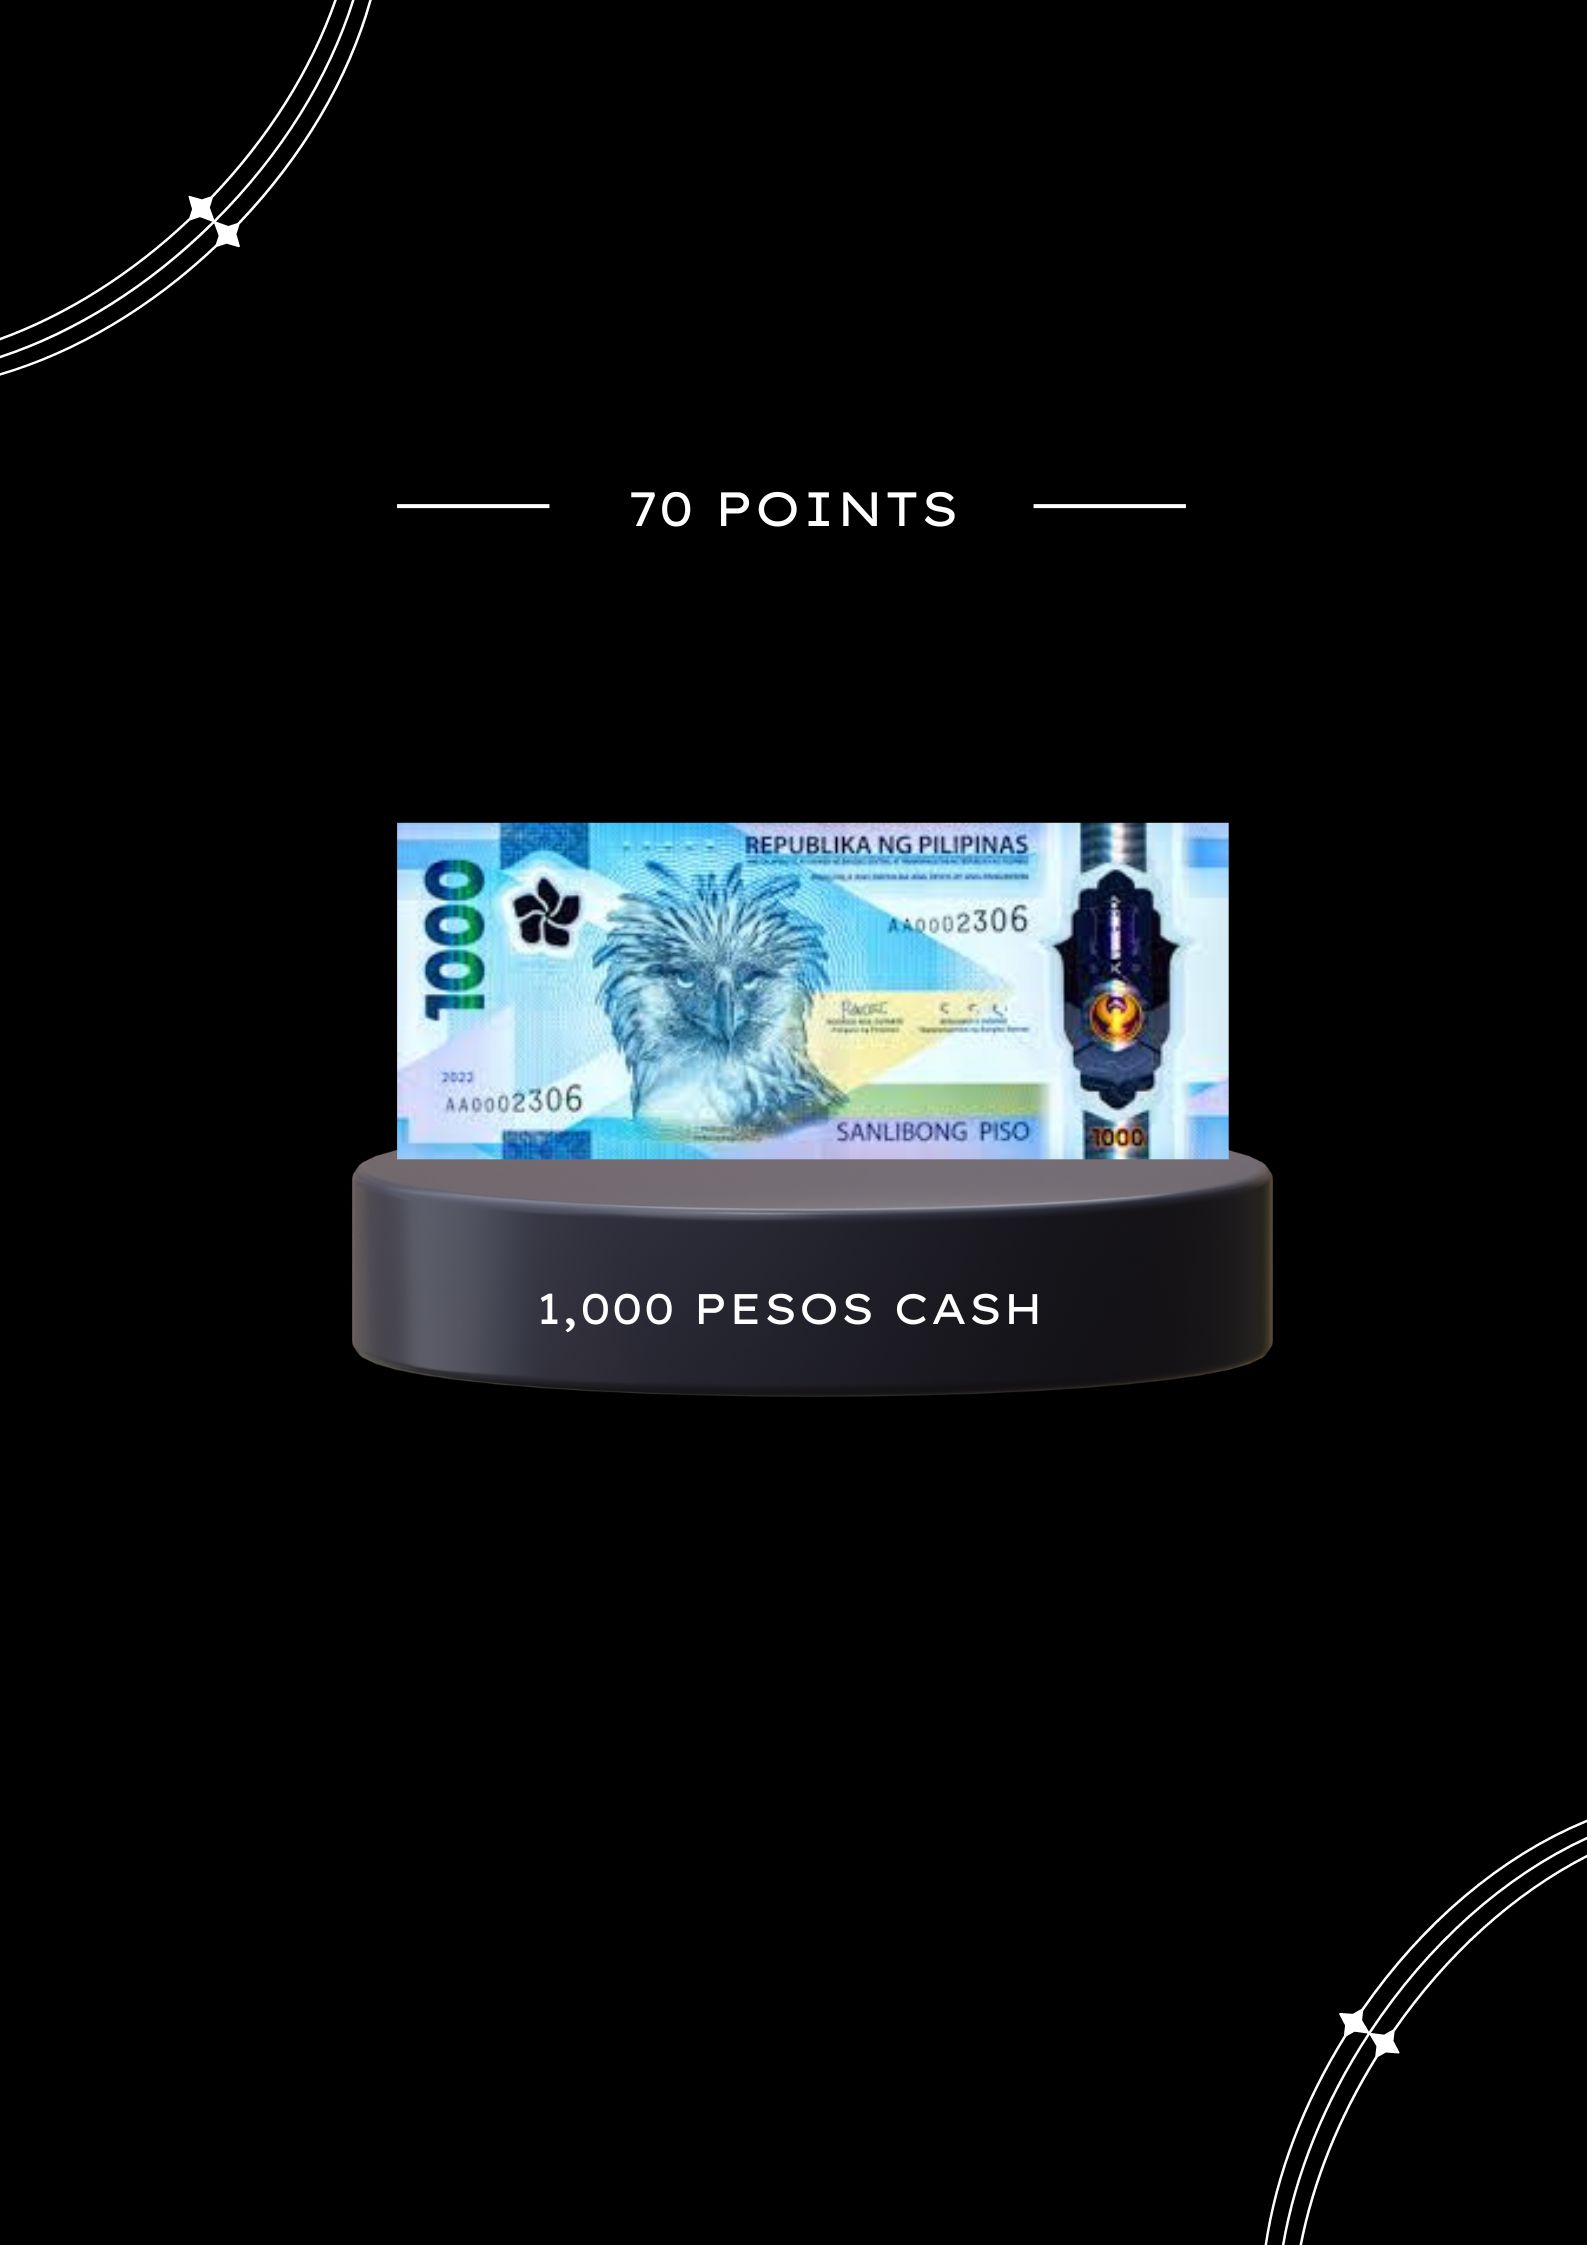 70 POINTS
REPUBLIKA NG PILIPINAS
1000
AA0002306
2022
AA0002306
SANLIBONG PISO
1000
1,000 PESOS CASH